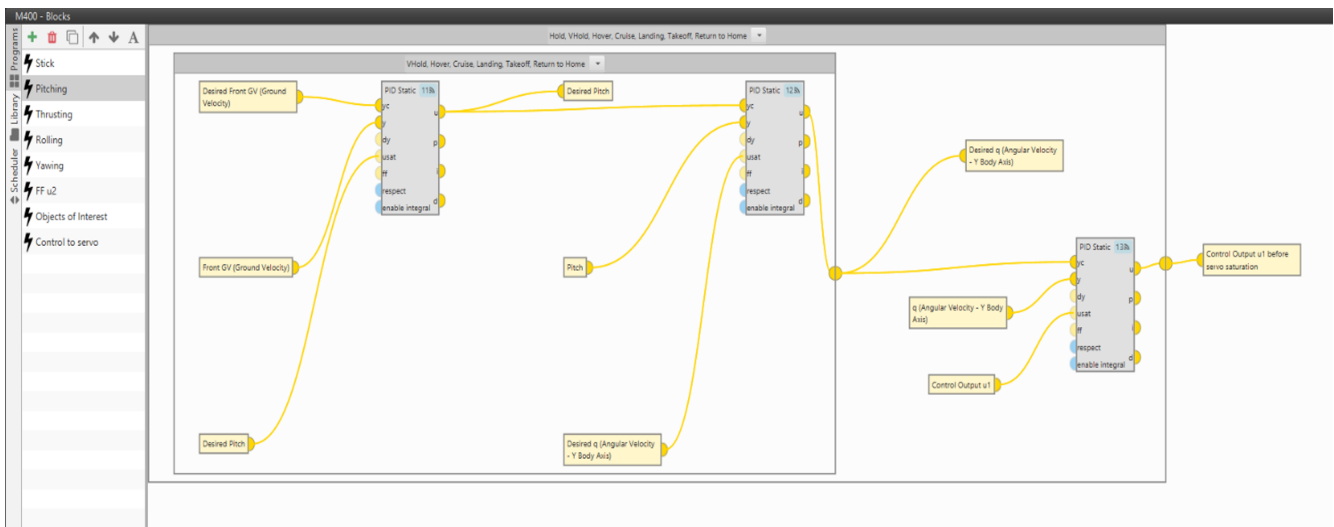 M400 - Blocks
Programs
Library
Scheduler
A
Stick
Pitching
Thrusting
Rolling
Yawing
FF u2
Objects of Interest
Control to servo
Hold, VHold, Hover, Cruise, Landing, Takeoff, Return to Home
VHold, Hover, Cruise, Landing, Takeoff, Return to Home
Desired Front GV (Ground
Velocity)
Front GV (Ground Velocity)
Desired Pitch
PID Static
yc
y
dy
usat
ff
respect
enable integral
u
p
i
d
Desired Pitch
Pitch
Desired q (Angular Velocity
- Y Body Axis)
PID Static
yc
y
dy
usat
ff
respect
enable integral
u
p
i
d
Desired q (Angular Velocity
- Y Body Axis)
q (Angular Velocity - Y Body
Axis)
Control Output u1
PID Static
yc
y
dy
usat
ff
respect
enable integral
u
p
i
d
Control Output u1 before
servo saturation